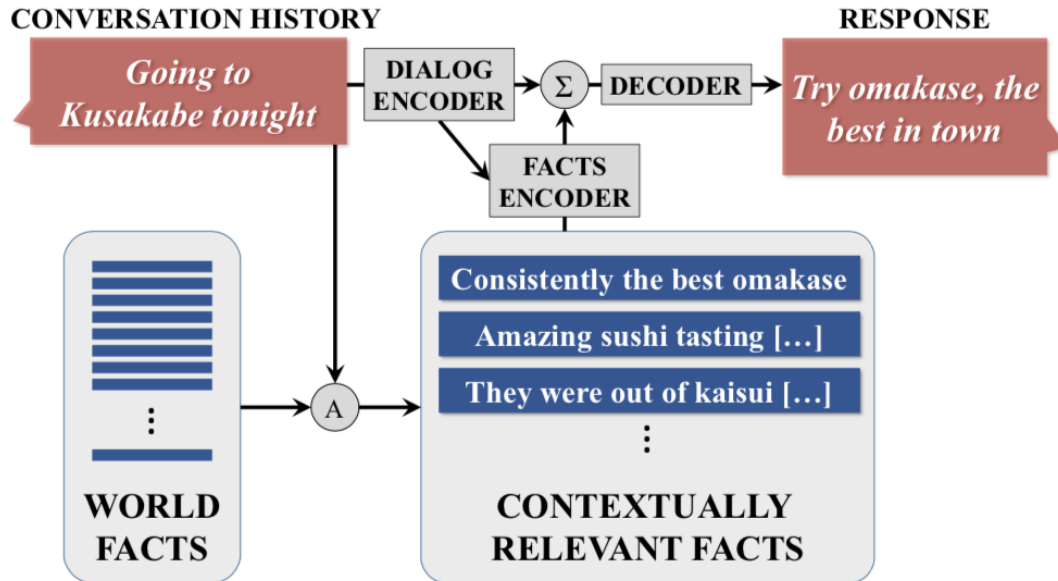 CONVERSATION HISTORY
Going to
Kusakabe tonight
DIALOG
ENCODER
Σ
DECODER
RESPONSE
Try omakase, the
best in town
FACTS
ENCODER
A
WORLD
FACTS
Consistently the best omakase
Amazing sushi tasting […]
They were out of kaisui […]
CONTEXTUALLY
RELEVANT FACTS